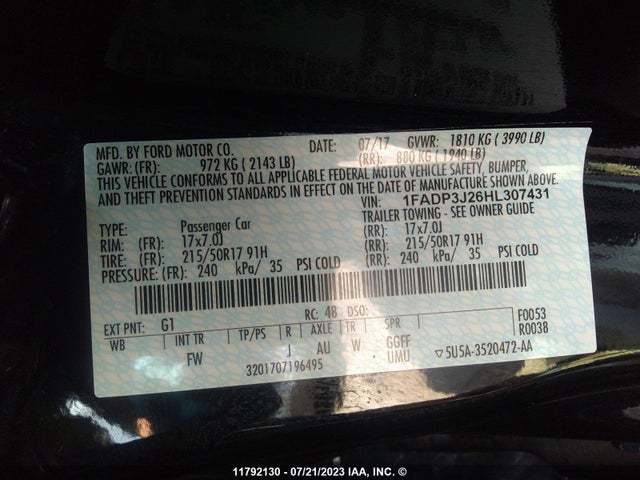 MFD. BY FORD MOTOR CO. DATE: 07/17 GVWR: 1810 KG ( 3990 LB)
GAWR: (FR): 972 KG ( 2143 LB) (RR): 880 KG ( 1940 LB)
THIS VEHICLE CONFORMS TO ALL APPLICABLE FEDERAL MOTOR VEHICLE SAFETY, BUMPER,
AND THEFT PREVENTION STANDARDS IN EFFECT ON THE DATE OF MANUFACTURE SHOWN ABOVE.
VIN: 1FADP3J26HL307431
TYPE: Passenger Car TRAILER TOWING - SEE OWNER GUIDE
RIM: (FR): 17x7.0J (RR): 17x7.0J
TIRE: (FR): 215/50R17 91H (RR): 215/50R17 91H
PRESSURE: (FR): 240 kPa/ 35 PSI COLD (RR): 240 kPa/ 35 PSI COLD
EXT PNT: G1 RC: 48 DSO: F0053
WB INT TR TP/PS R AXLE TR SPR R0038
FW J AU W GGFF
UMU ▽5U5A-3520472-AA
3201707196495
11792130 - 07/21/2023 IAA, INC. ©